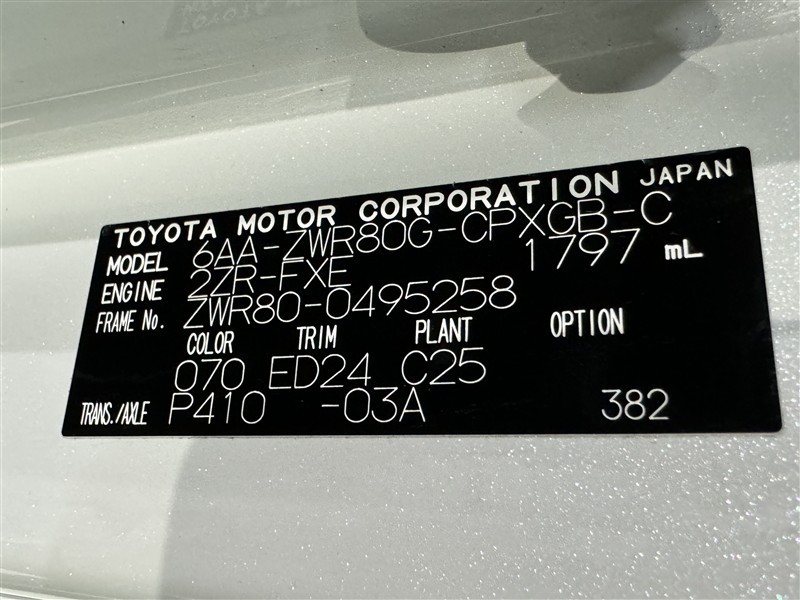 TOYOTA MOTOR CORPORATION JAPAN
MODEL 6AA-ZWR80G-CPXGB-C
ENGINE 2ZR-FXE 1797 mL
FRAME No. ZWR80-0495258
COLOR TRIM PLANT OPTION
070 ED24 C25
TRANS./AXLE P410 -03A 382